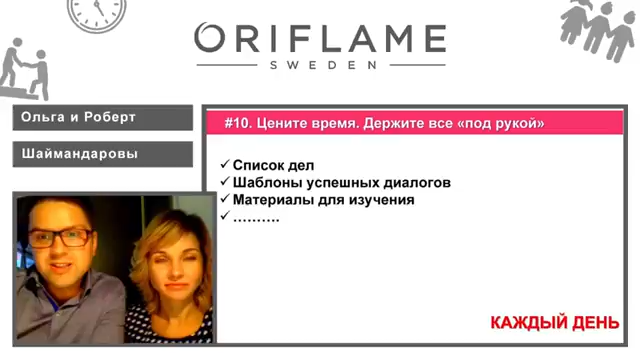 ORIFLAME
SWEDEN
Ольга и Роберт
Шаймандаровы
#10. Цените время. Держите все «под рукой»
Список дел
Шаблоны успешных диалогов
Материалы для изучения
……….
КАЖДЫЙ ДЕНЬ